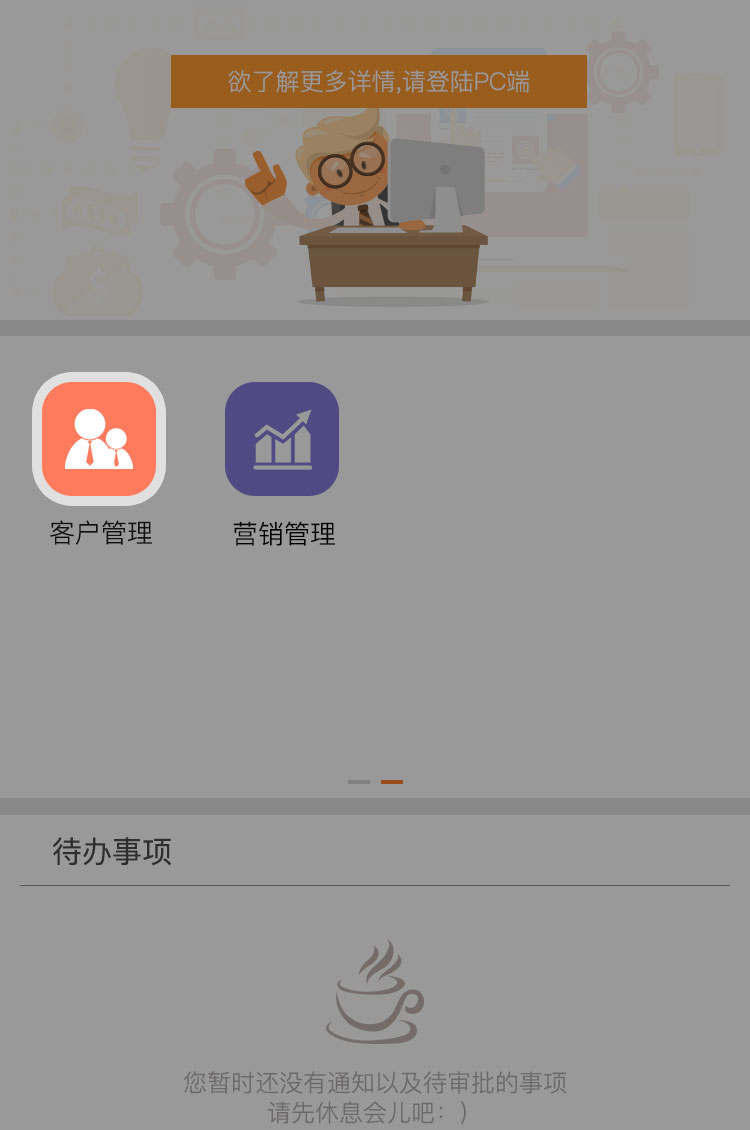 欲了解更多详情,请登陆PC端
客户管理
营销管理
待办事项
您暂时还没有通知以及待审批的事项
请先休息会儿吧：)